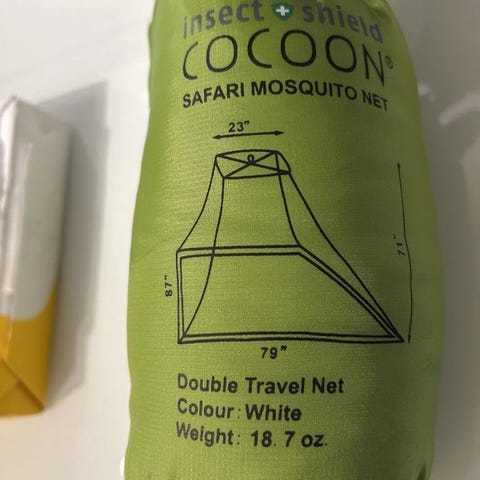 insect shield
COCOON®
SAFARI MOSQUITO NET
23"
71"
87"
79"
Double Travel Net
Colour: White
Weight: 18.7 oz.